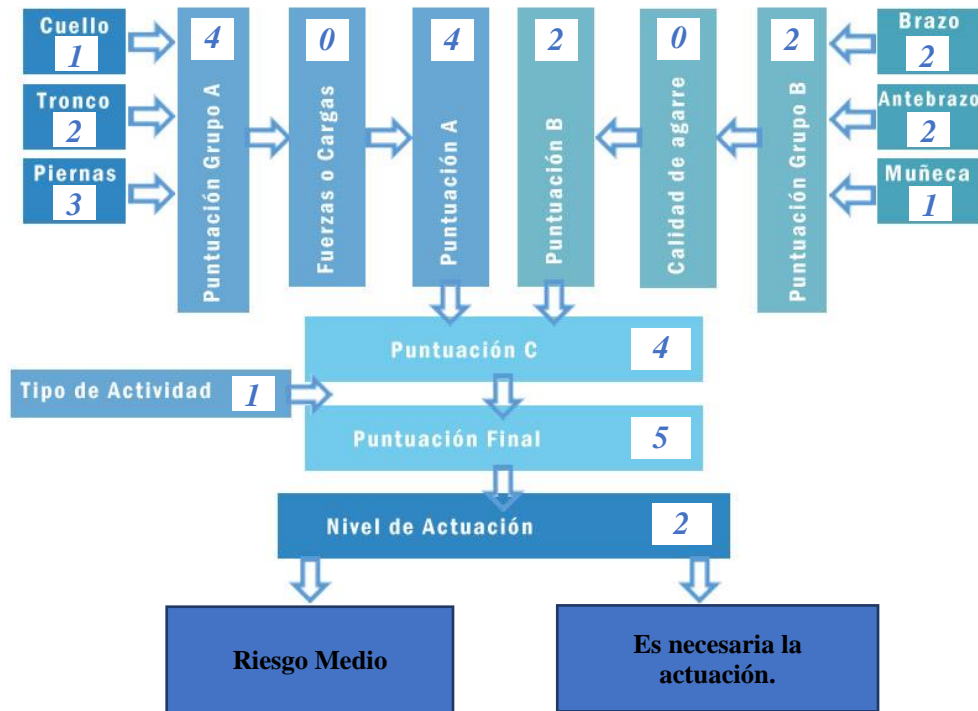 Cuello
1
Tronco
2
Piernas
3
4
Puntuación Grupo A
0
Fuerzas o Cargas
4
Puntuación A
2
Puntuación B
0
Calidad de agarre
2
Puntuación Grupo B
Brazo
2
Antebrazo
2
Muñeca
1
Puntuación C 4
Tipo de Actividad 1
Puntuación Final 5
Nivel de Actuación 2
Riesgo Medio
Es necesaria la
actuación.